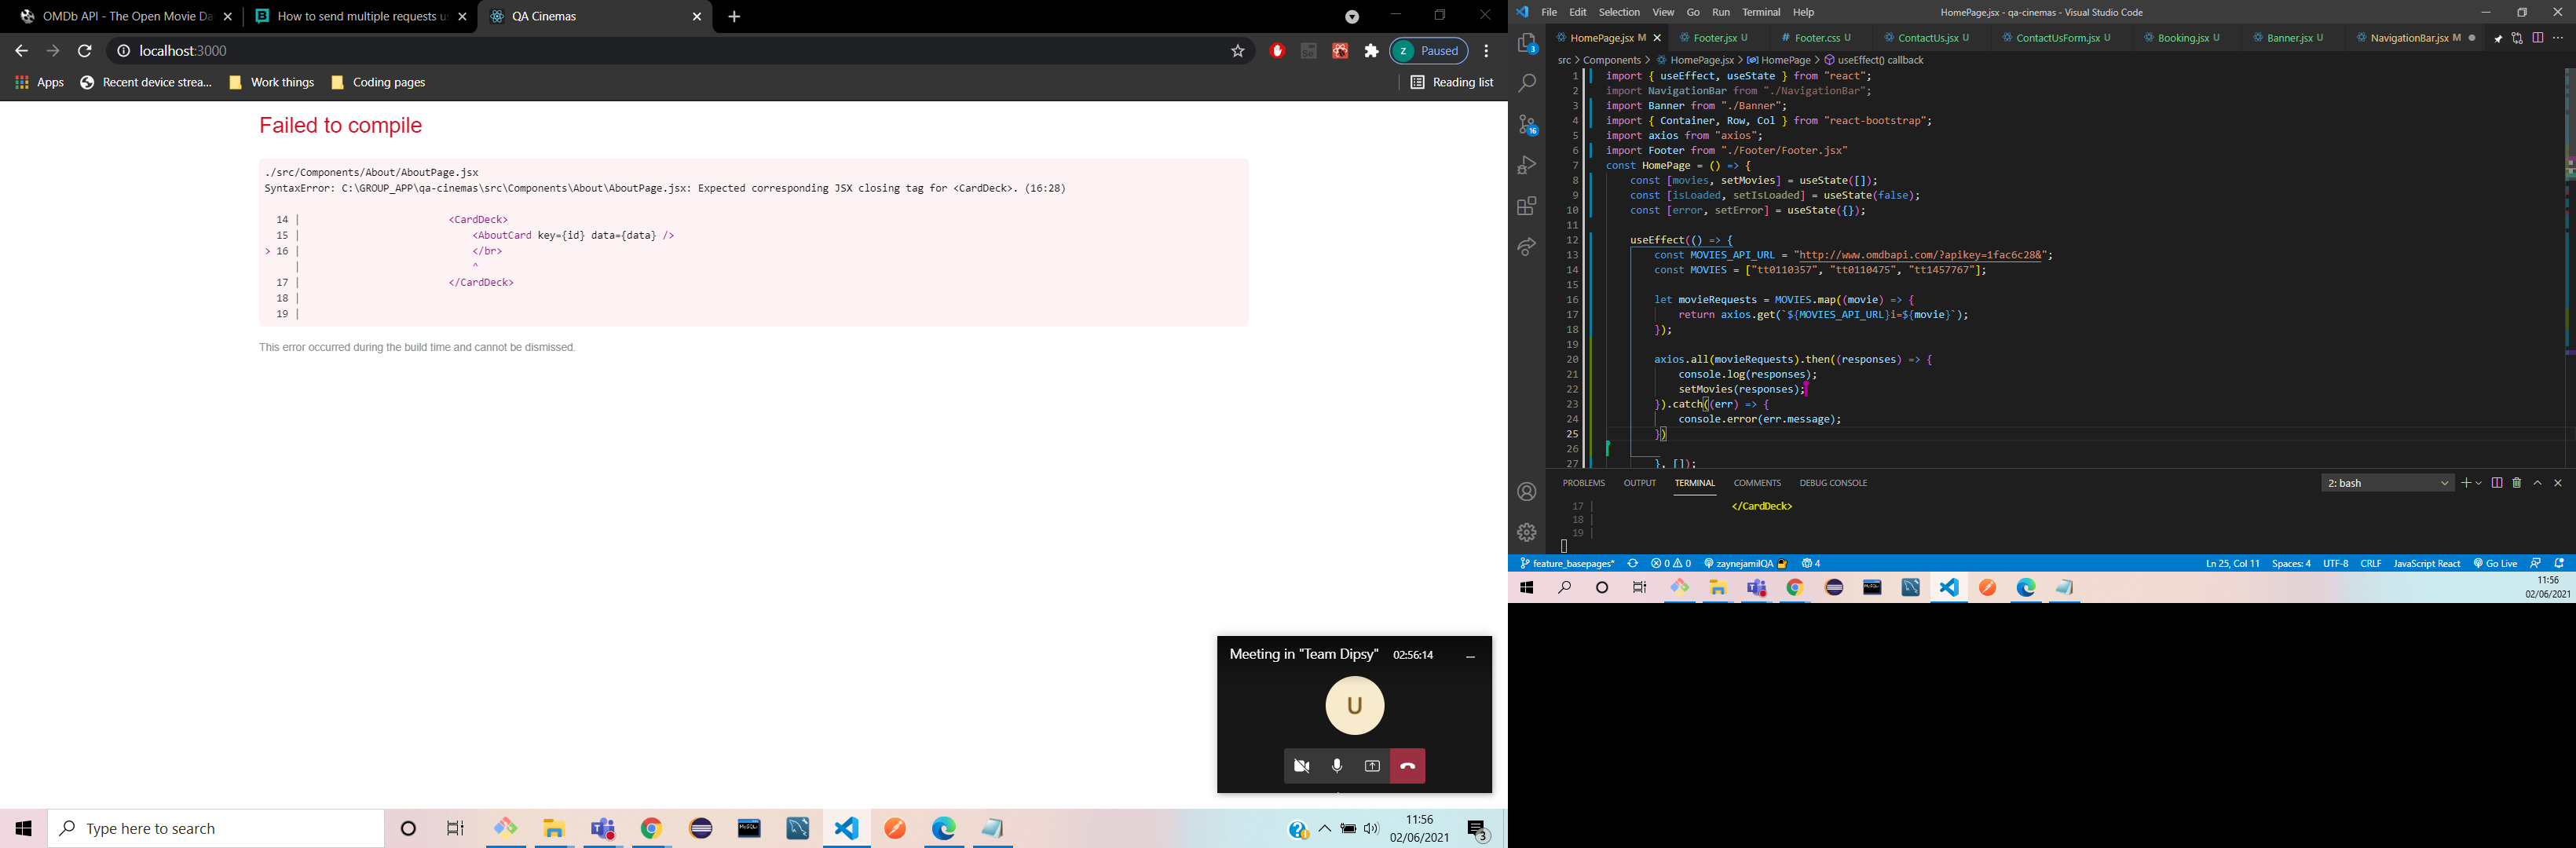 OMDb API - The Open Movie Da
How to send multiple requests u
QA Cinemas
localhost:3000
Paused
Apps
Recent device strea...
Work things
Coding pages
Reading list
Failed to compile
./src/Components/About/AboutPage.jsx
SyntaxError: C:\GROUP_APP\qa-cinemas\src\Components\About\AboutPage.jsx: Expected corresponding JSX closing tag for <CardDeck>. (16:28)
14 | <CardDeck>
15 | <AboutCard key={id} data={data} />
> 16 | </br>
| ^
17 | </CardDeck>
18 |
19 |
This error occurred during the build time and cannot be dismissed.
Meeting in "Team Dipsy" 02:56:14
U
Type here to search
11:56
02/06/2021
3
File Edit Selection View Go Run Terminal Help
HomePage.jsx - qa-cinemas - Visual Studio Code
HomePage.jsx M
Footer.jsx U
Footer.css U
ContactUs.jsx U
ContactUsForm.jsx U
Booking.jsx U
Banner.jsx U
NavigationBar.jsx M
src > Components > HomePage.jsx > HomePage > useEffect() callback
3
16
1 import { useEffect, useState } from "react";
2 import NavigationBar from "./NavigationBar";
3 import Banner from "./Banner";
4 import { Container, Row, Col } from "react-bootstrap";
5 import axios from "axios";
6 import Footer from "./Footer/Footer.jsx"
7 const HomePage = () => {
8 const [movies, setMovies] = useState([]);
9 const [isLoaded, setIsLoaded] = useState(false);
10 const [error, setError] = useState({});
11
12 useEffect(() => {
13 const MOVIES_API_URL = "http://www.omdbapi.com/?apikey=1fac6c28&";
14 const MOVIES = ["tt0110357", "tt0110475", "tt1457767"];
15
16 let movieRequests = MOVIES.map((movie) => {
17 return axios.get(`${MOVIES_API_URL}i=${movie}`);
18 });
19
20 axios.all(movieRequests).then((responses) => {
21 console.log(responses);
22 setMovies(responses);
23 }).catch((err) => {
24 console.error(err.message);
25 })
26
27 }, []);
PROBLEMS OUTPUT TERMINAL COMMENTS DEBUG CONSOLE
2: bash
17 | </CardDeck>
18 |
19 |
feature_basepages*
0 0
zaynejamilQA
4
Ln 25, Col 11 Spaces: 4 UTF-8 CRLF JavaScript React Go Live
11:56
02/06/2021